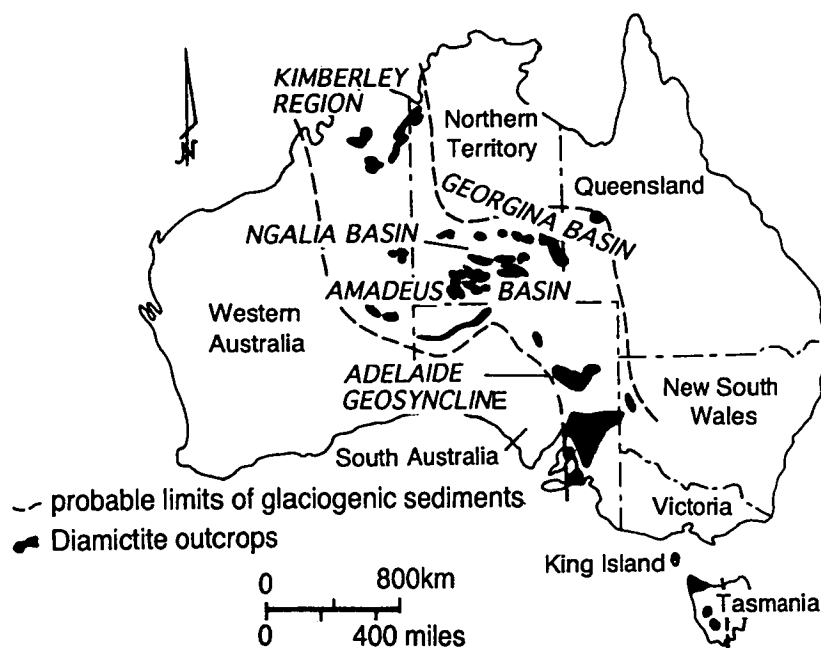 KIMBERLEY
REGION
N
Northern
Territory
Queensland
GEORGINA BASIN
NGALIA BASIN
AMADEUS BASIN
Western
Australia
ADELAIDE
GEOSYNCLINE
New South
Wales
South Australia
probable limits of glaciogenic sediments
Victoria
Diamictite outcrops
King Island
0 800km
Tasmania
0 400 miles